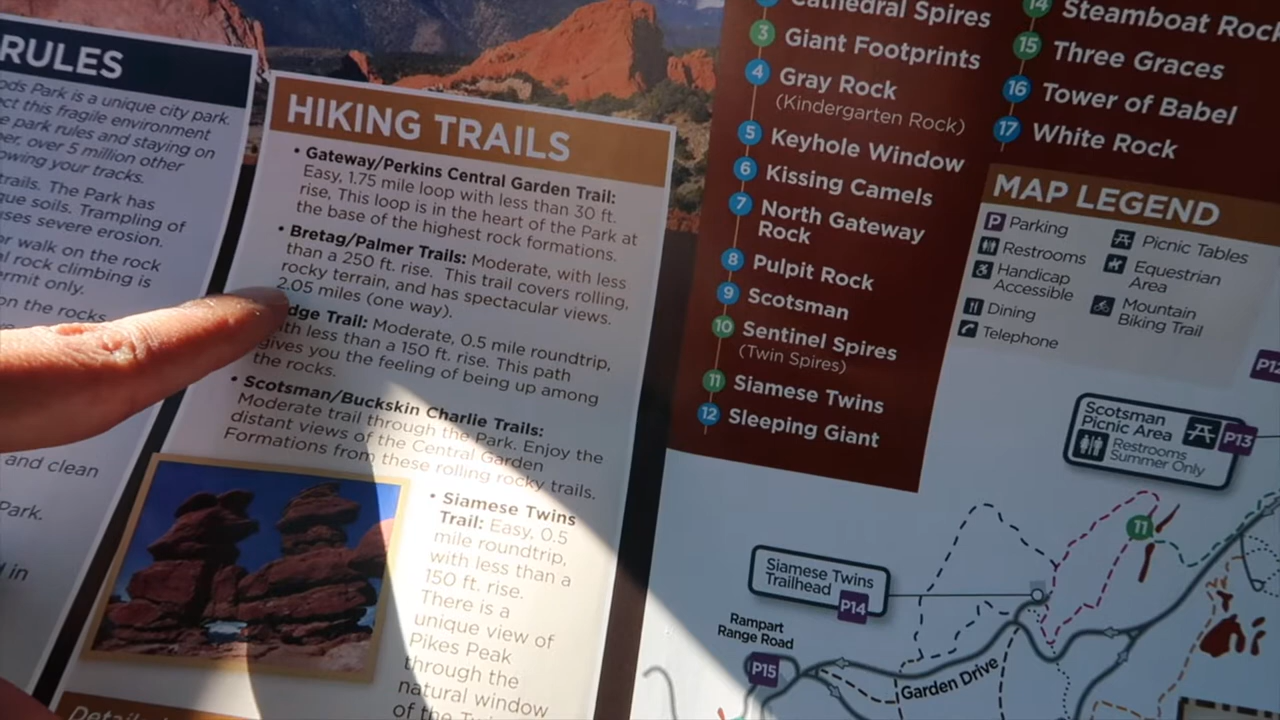 RULES
ods Park is a unique city park.
ct this fragile environment
e park rules and staying on
er, over 5 million other
owing your tracks.
trails. The Park has
que soils. Trampling of
ses severe erosion.
or walk on the rock
al rock climbing is
ermit only.
on the rocks
and clean
Park.
d in
HIKING TRAILS
• Gateway/Perkins Central Garden Trail:
Easy, 1.75 mile loop with less than 30 ft.
rise. This loop is in the heart of the Park at
the base of the highest rock formations.
• Bretag/Palmer Trails: Moderate, with less
than a 250 ft. rise. This trail covers rolling,
rocky terrain, and has spectacular views.
2.05 miles (one way).
dge Trail: Moderate, 0.5 mile roundtrip,
ith less than a 150 ft. rise. This path
gives you the feeling of being up among
the rocks.
• Scotsman/Buckskin Charlie Trails:
Moderate trail through the Park. Enjoy the
distant views of the Central Garden
Formations from these rolling rocky trails.
• Siamese Twins
Trail: Easy, 0.5
mile roundtrip,
with less than a
150 ft. rise.
There is a
unique view of
Pikes Peak
through the
natural window
of the Twi
Cathedral Spires
3 Giant Footprints
4 Gray Rock
(Kindergarten Rock)
5 Keyhole Window
6 Kissing Camels
7 North Gateway
Rock
8 Pulpit Rock
9 Scotsman
10 Sentinel Spires
(Twin Spires)
11 Siamese Twins
12 Sleeping Giant
14 Steamboat Rock
15 Three Graces
16 Tower of Babel
17 White Rock
MAP LEGEND
P Parking
Restrooms
Handicap
Accessible
Dining
Telephone
Picnic Tables
Equestrian
Area
Mountain
Biking Trail
P12
Scotsman
Picnic Area
P13
Restrooms
Summer Only
11
Siamese Twins
Trailhead
P14
Rampart
Range Road
P15
Garden Drive